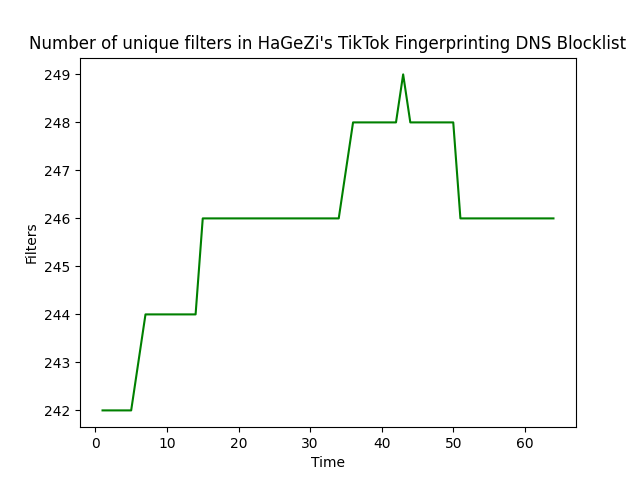 Number of unique filters in HaGeZi's TikTok Fingerprinting DNS Blocklist
249
248
247
246
245
244
243
242
Filters
0 10 20 30 40 50 60
Time